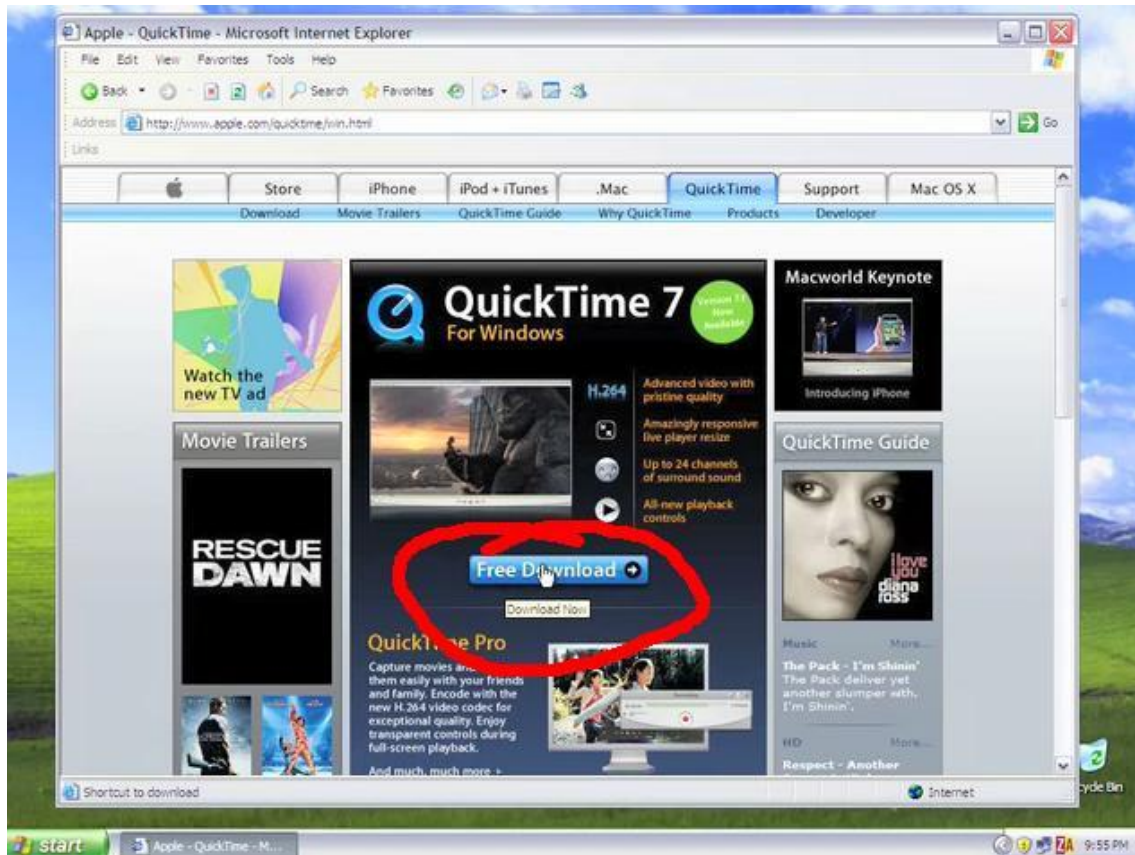 Apple - QuickTime - Microsoft Internet Explorer
File Edit View Favorites Tools Help
Back Search Favorites
Address http://www.apple.com/quicktime/win.html Go
Links
Store iPhone iPod + iTunes .Mac QuickTime Support Mac OS X
Download Movie Trailers QuickTime Guide Why QuickTime Products Developer
Watch the
new TV ad
Movie Trailers
RESCUE
DAWN
QuickTime 7
For Windows
Now
Available
H.264
Advanced video with
pristine quality
Amazingly responsive
live player resize
Up to 24 channels
of surround sound
All-new playback
controls
Free Download
Download Now
QuickTime Pro
Capture movies and
them easily with your friends
and family. Encode with the
new H.264 video codec for
exceptional quality. Enjoy
transparent controls during
full-screen playback.
And much, much more +
Macworld Keynote
Introducing iPhone
QuickTime Guide
i love
you
diana
ross
Music More...
The Pack - I'm Shinin'
The Pack deliver yet
another slumper with,
I'm Shinin'.
HD More...
Respect - Another
Shortcut to download Internet
cycle Bin
start Apple - QuickTime - M... ZA 9:55 PM